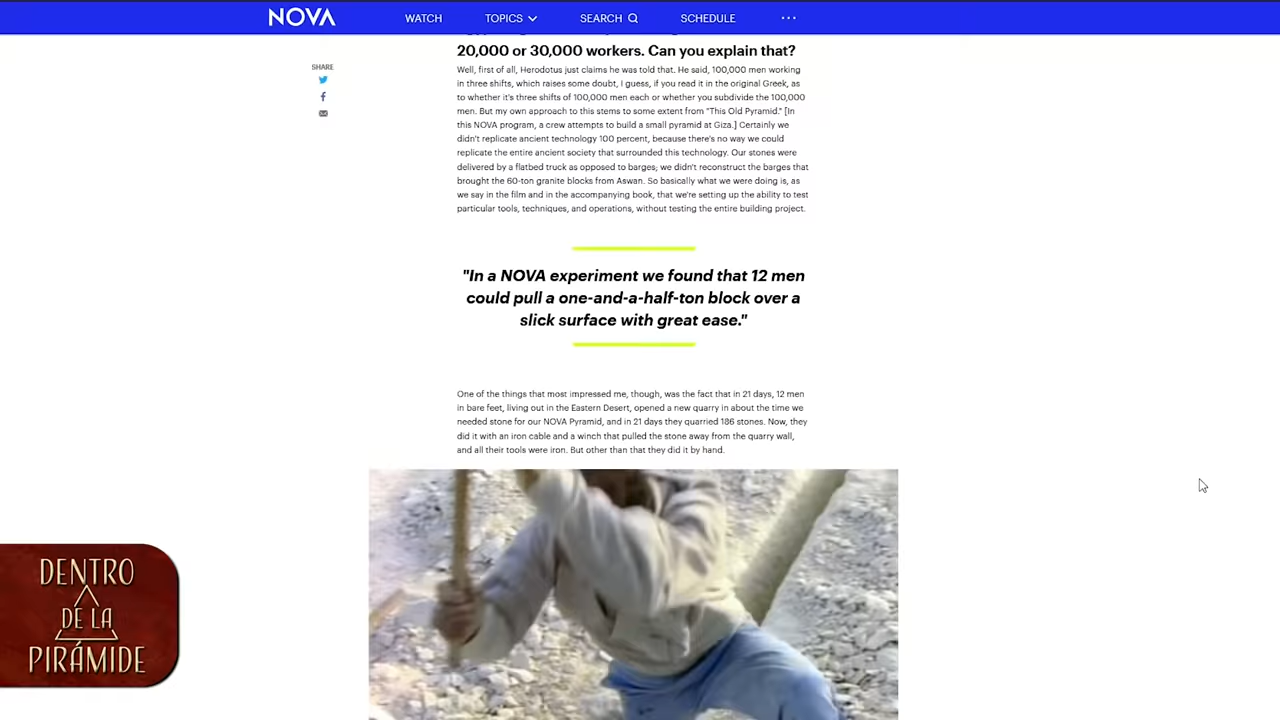 NOVA
WATCH
TOPICS
SEARCH
SCHEDULE
SHARE
20,000 or 30,000 workers. Can you explain that?
Well, first of all, Herodotus just claims he was told that. He said, 100,000 men working
in three shifts, which raises some doubt, I guess, if you read it in the original Greek, as
to whether it's three shifts of 100,000 men each or whether you subdivide the 100,000
men. But my own approach to this stems to some extent from "This Old Pyramid." [In
this NOVA program, a crew attempts to build a small pyramid at Giza.] Certainly we
didn't replicate ancient technology 100 percent, because there's no way we could
replicate the entire ancient society that surrounded this technology. Our stones were
delivered by a flatbed truck as opposed to barges; we didn't reconstruct the barges that
brought the 60-ton granite blocks from Aswan. So basically what we were doing is, as
we say in the film and in the accompanying book, that we're setting up the ability to test
particular tools, techniques, and operations, without testing the entire building project.
"In a NOVA experiment we found that 12 men
could pull a one-and-a-half-ton block over a
slick surface with great ease."
One of the things that most impressed me, though, was the fact that in 21 days, 12 men
in bare feet, living out in the Eastern Desert, opened a new quarry in about the time we
needed stone for our NOVA Pyramid, and in 21 days they quarried 186 stones. Now, they
did it with an iron cable and a winch that pulled the stone away from the quarry wall,
and all their tools were iron. But other than that they did it by hand.
DENTRO
DE LA
PIRÁMIDE